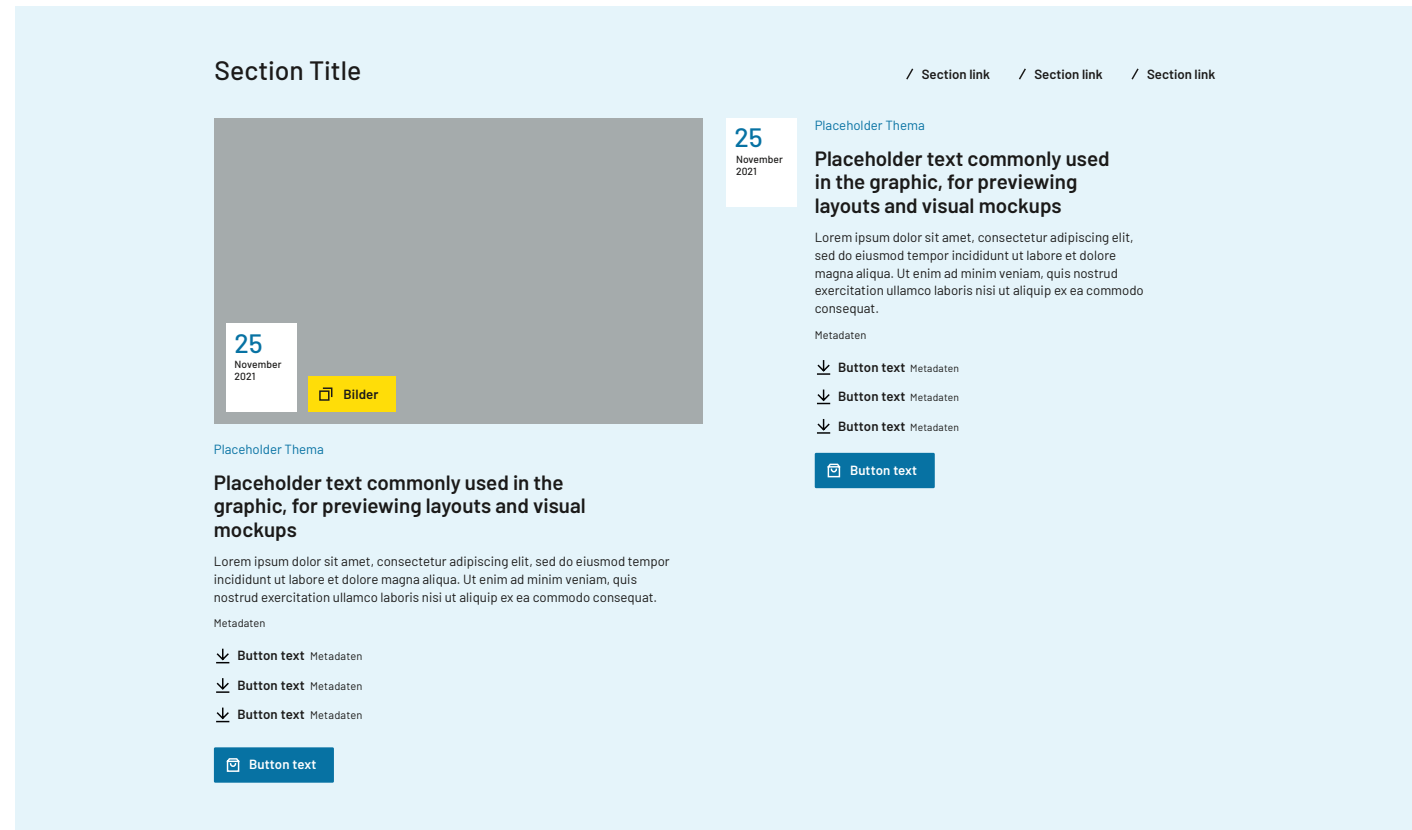 Section Title
/ Section link / Section link / Section link
25
November
2021
Bilder
Placeholder Thema
Placeholder text commonly used in the
graphic, for previewing layouts and visual
mockups
Lorem ipsum dolor sit amet, consectetur adipiscing elit, sed do eiusmod tempor
incididunt ut labore et dolore magna aliqua. Ut enim ad minim veniam, quis
nostrud exercitation ullamco laboris nisi ut aliquip ex ea commodo consequat.
Metadaten
Button text Metadaten
Button text Metadaten
Button text Metadaten
Button text
25
November
2021
Placeholder Thema
Placeholder text commonly used
in the graphic, for previewing
layouts and visual mockups
Lorem ipsum dolor sit amet, consectetur adipiscing elit,
sed do eiusmod tempor incididunt ut labore et dolore
magna aliqua. Ut enim ad minim veniam, quis nostrud
exercitation ullamco laboris nisi ut aliquip ex ea commodo
consequat.
Metadaten
Button text Metadaten
Button text Metadaten
Button text Metadaten
Button text